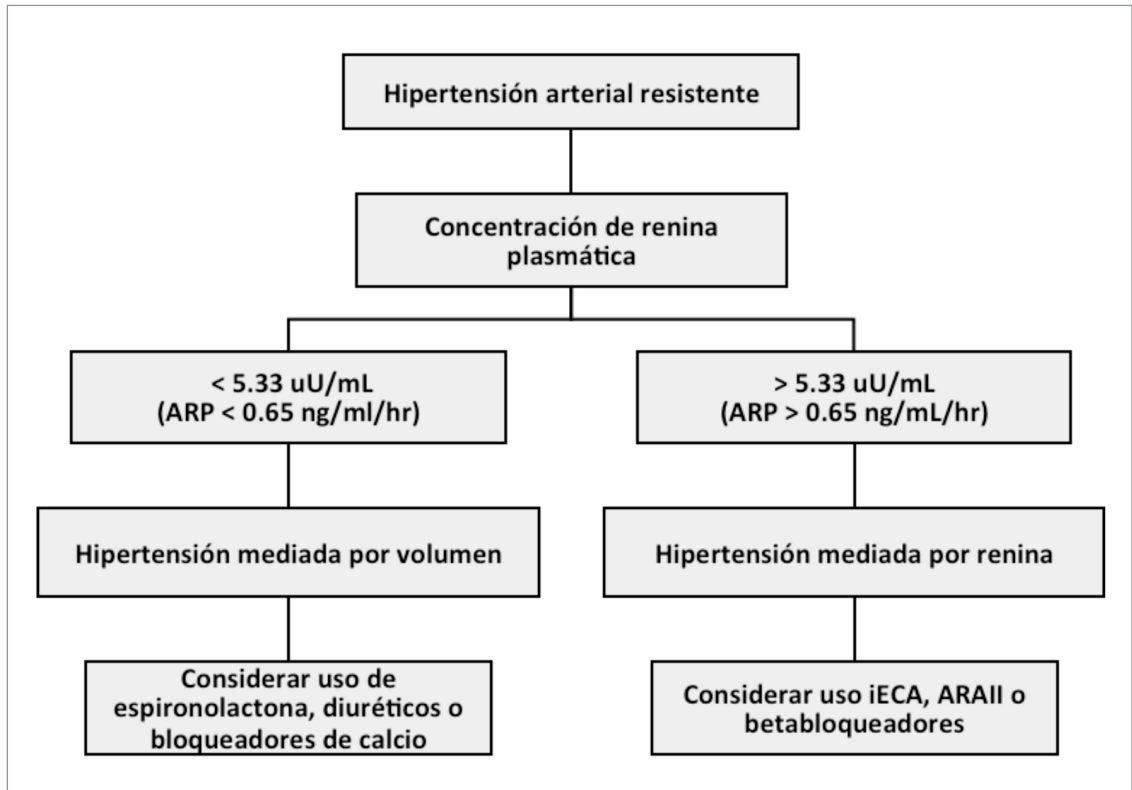 Hipertensión arterial resistente
Concentración de renina
plasmática
< 5.33 uU/mL
(ARP < 0.65 ng/ml/hr)
> 5.33 uU/mL
(ARP > 0.65 ng/mL/hr)
Hipertensión mediada por volumen
Hipertensión mediada por renina
Considerar uso de
espironolactona, diuréticos o
bloqueadores de calcio
Considerar uso iECA, ARAII o
betabloqueadores